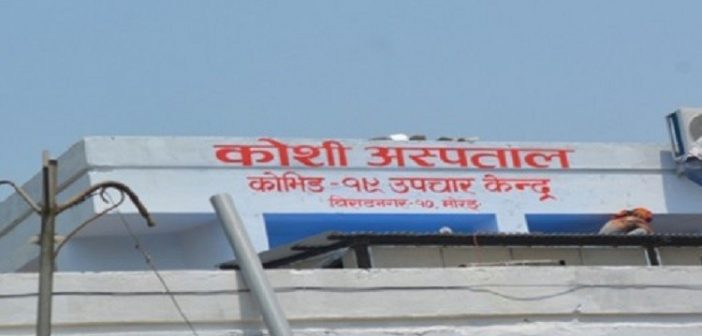 कोशी अस्पताल
कोभिड - १९ उपचार केन्द्र
विराटनगर-१०, मोरङ